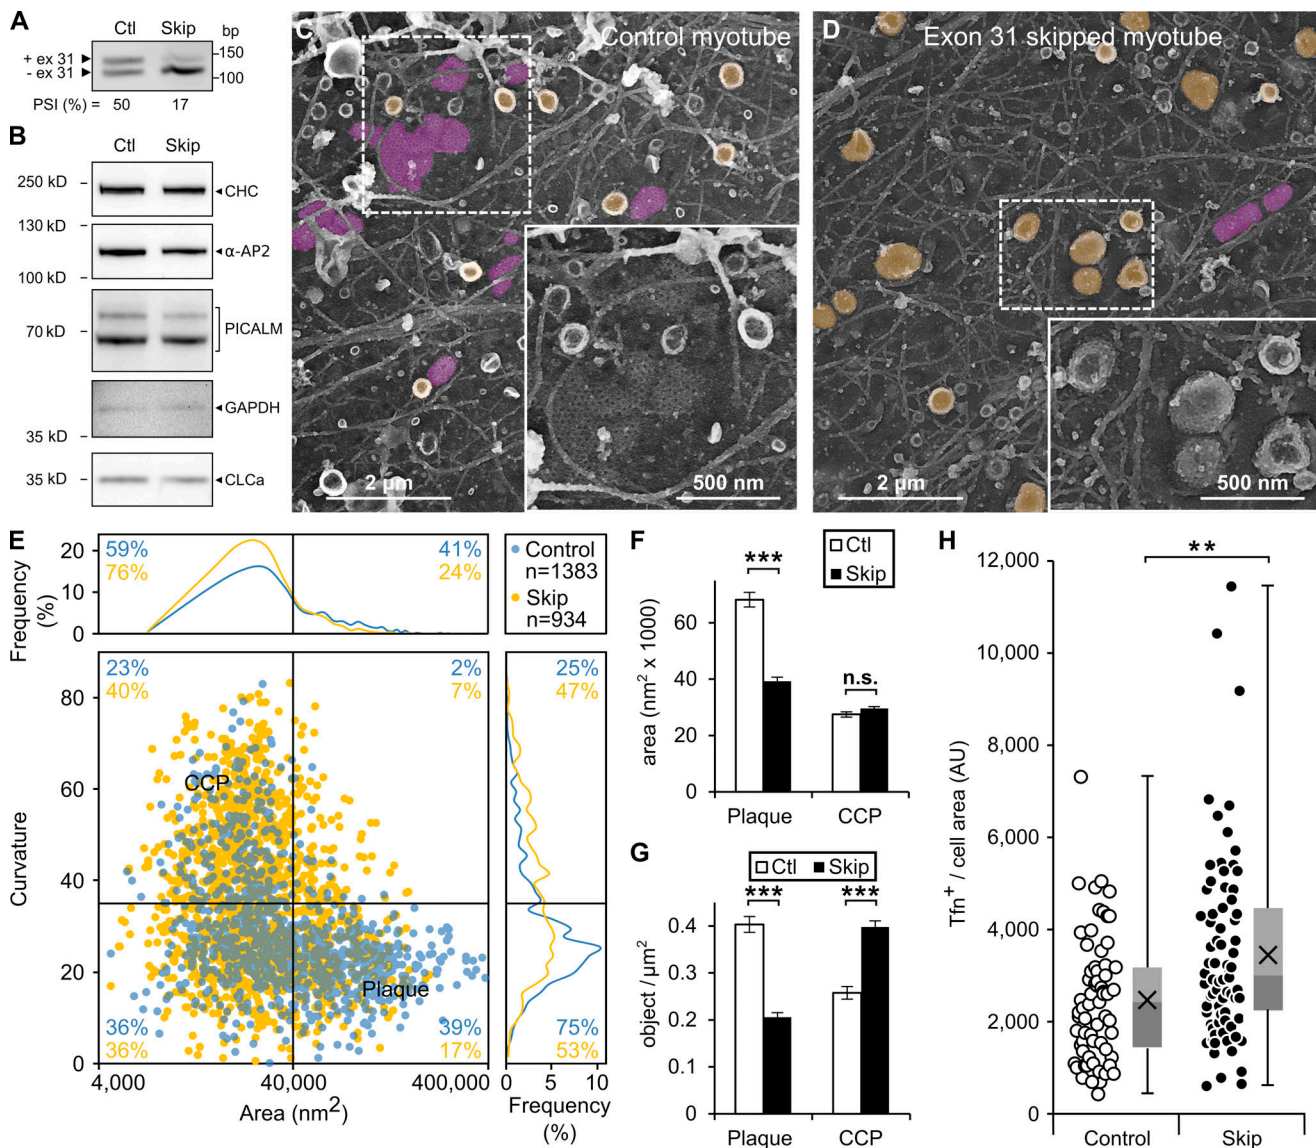 A
Ctl Skip bp
+ ex 31
- ex 31
150
100
PSI (%) = 50 17
B
Ctl Skip
250 kD
CHC
130 kD
α-AP2
100 kD
70 kD
PICALM
GAPDH
35 kD
35 kD
CLCa
C
Control myotube
2 µm
500 nm
D
Exon 31 skipped myotube
2 µm
500 nm
E
Frequency
(%)
20
10
0
59%
76%
41%
24%
Control
n=1383
Skip
n=934
Curvature
80
60
40
20
0
23%
40%
2%
7%
CCP
Plaque
36%
36%
39%
17%
4,000 40,000 400,000
Area (nm2)
25%
47%
75%
53%
0 5 10
Frequency
(%)
F
Ctl
Skip
area (nm2 x 1000)
60
40
20
0
***
n.s.
Plaque CCP
G
Ctl Skip
object / µm2
0.4
0.3
0.2
0.1
0
*** ***
Plaque CCP
H
Tfn+ / cell area (AU)
12,000
10,000
8,000
6,000
4,000
2,000
0
**
Control Skip